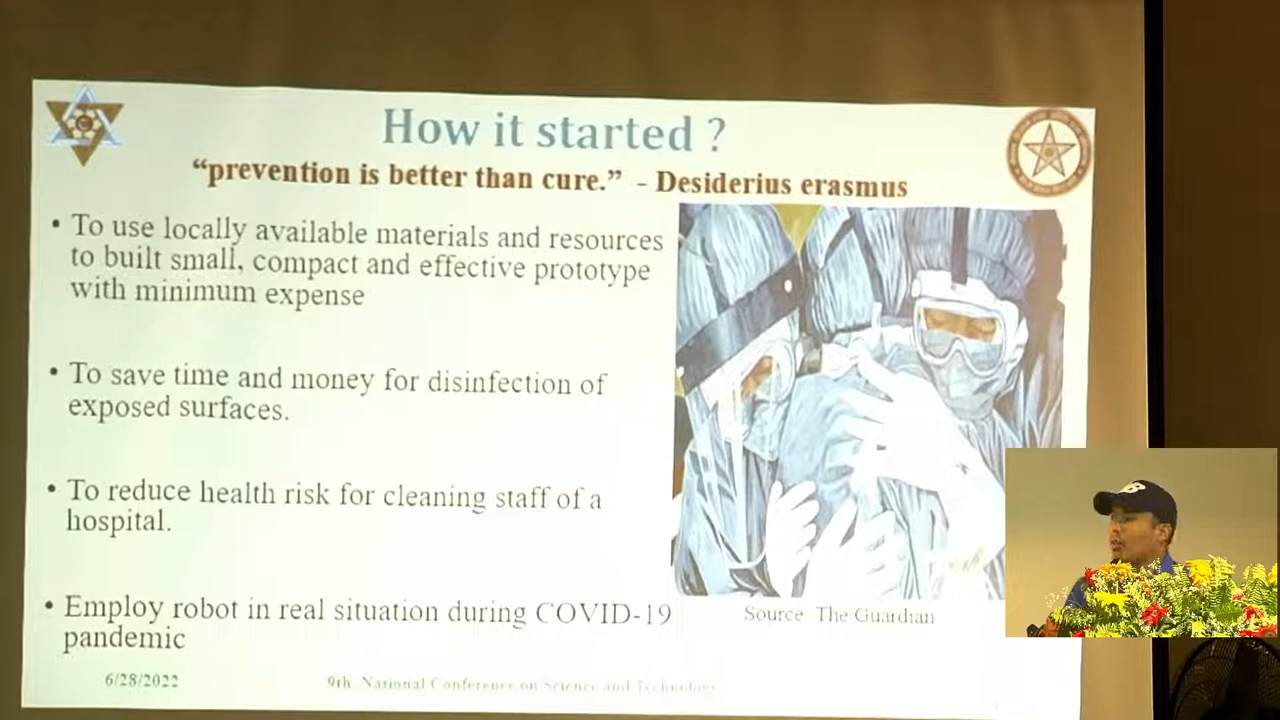 How it started ?
“prevention is better than cure.” - Desiderius erasmus
• To use locally available materials and resources
to built small, compact and effective prototype
with minimum expense
• To save time and money for disinfection of
exposed surfaces.
• To reduce health risk for cleaning staff of a
hospital.
• Employ robot in real situation during COVID-19
pandemic
Source The Guardian
6/28/2022
9th National Conference on Science and Technology